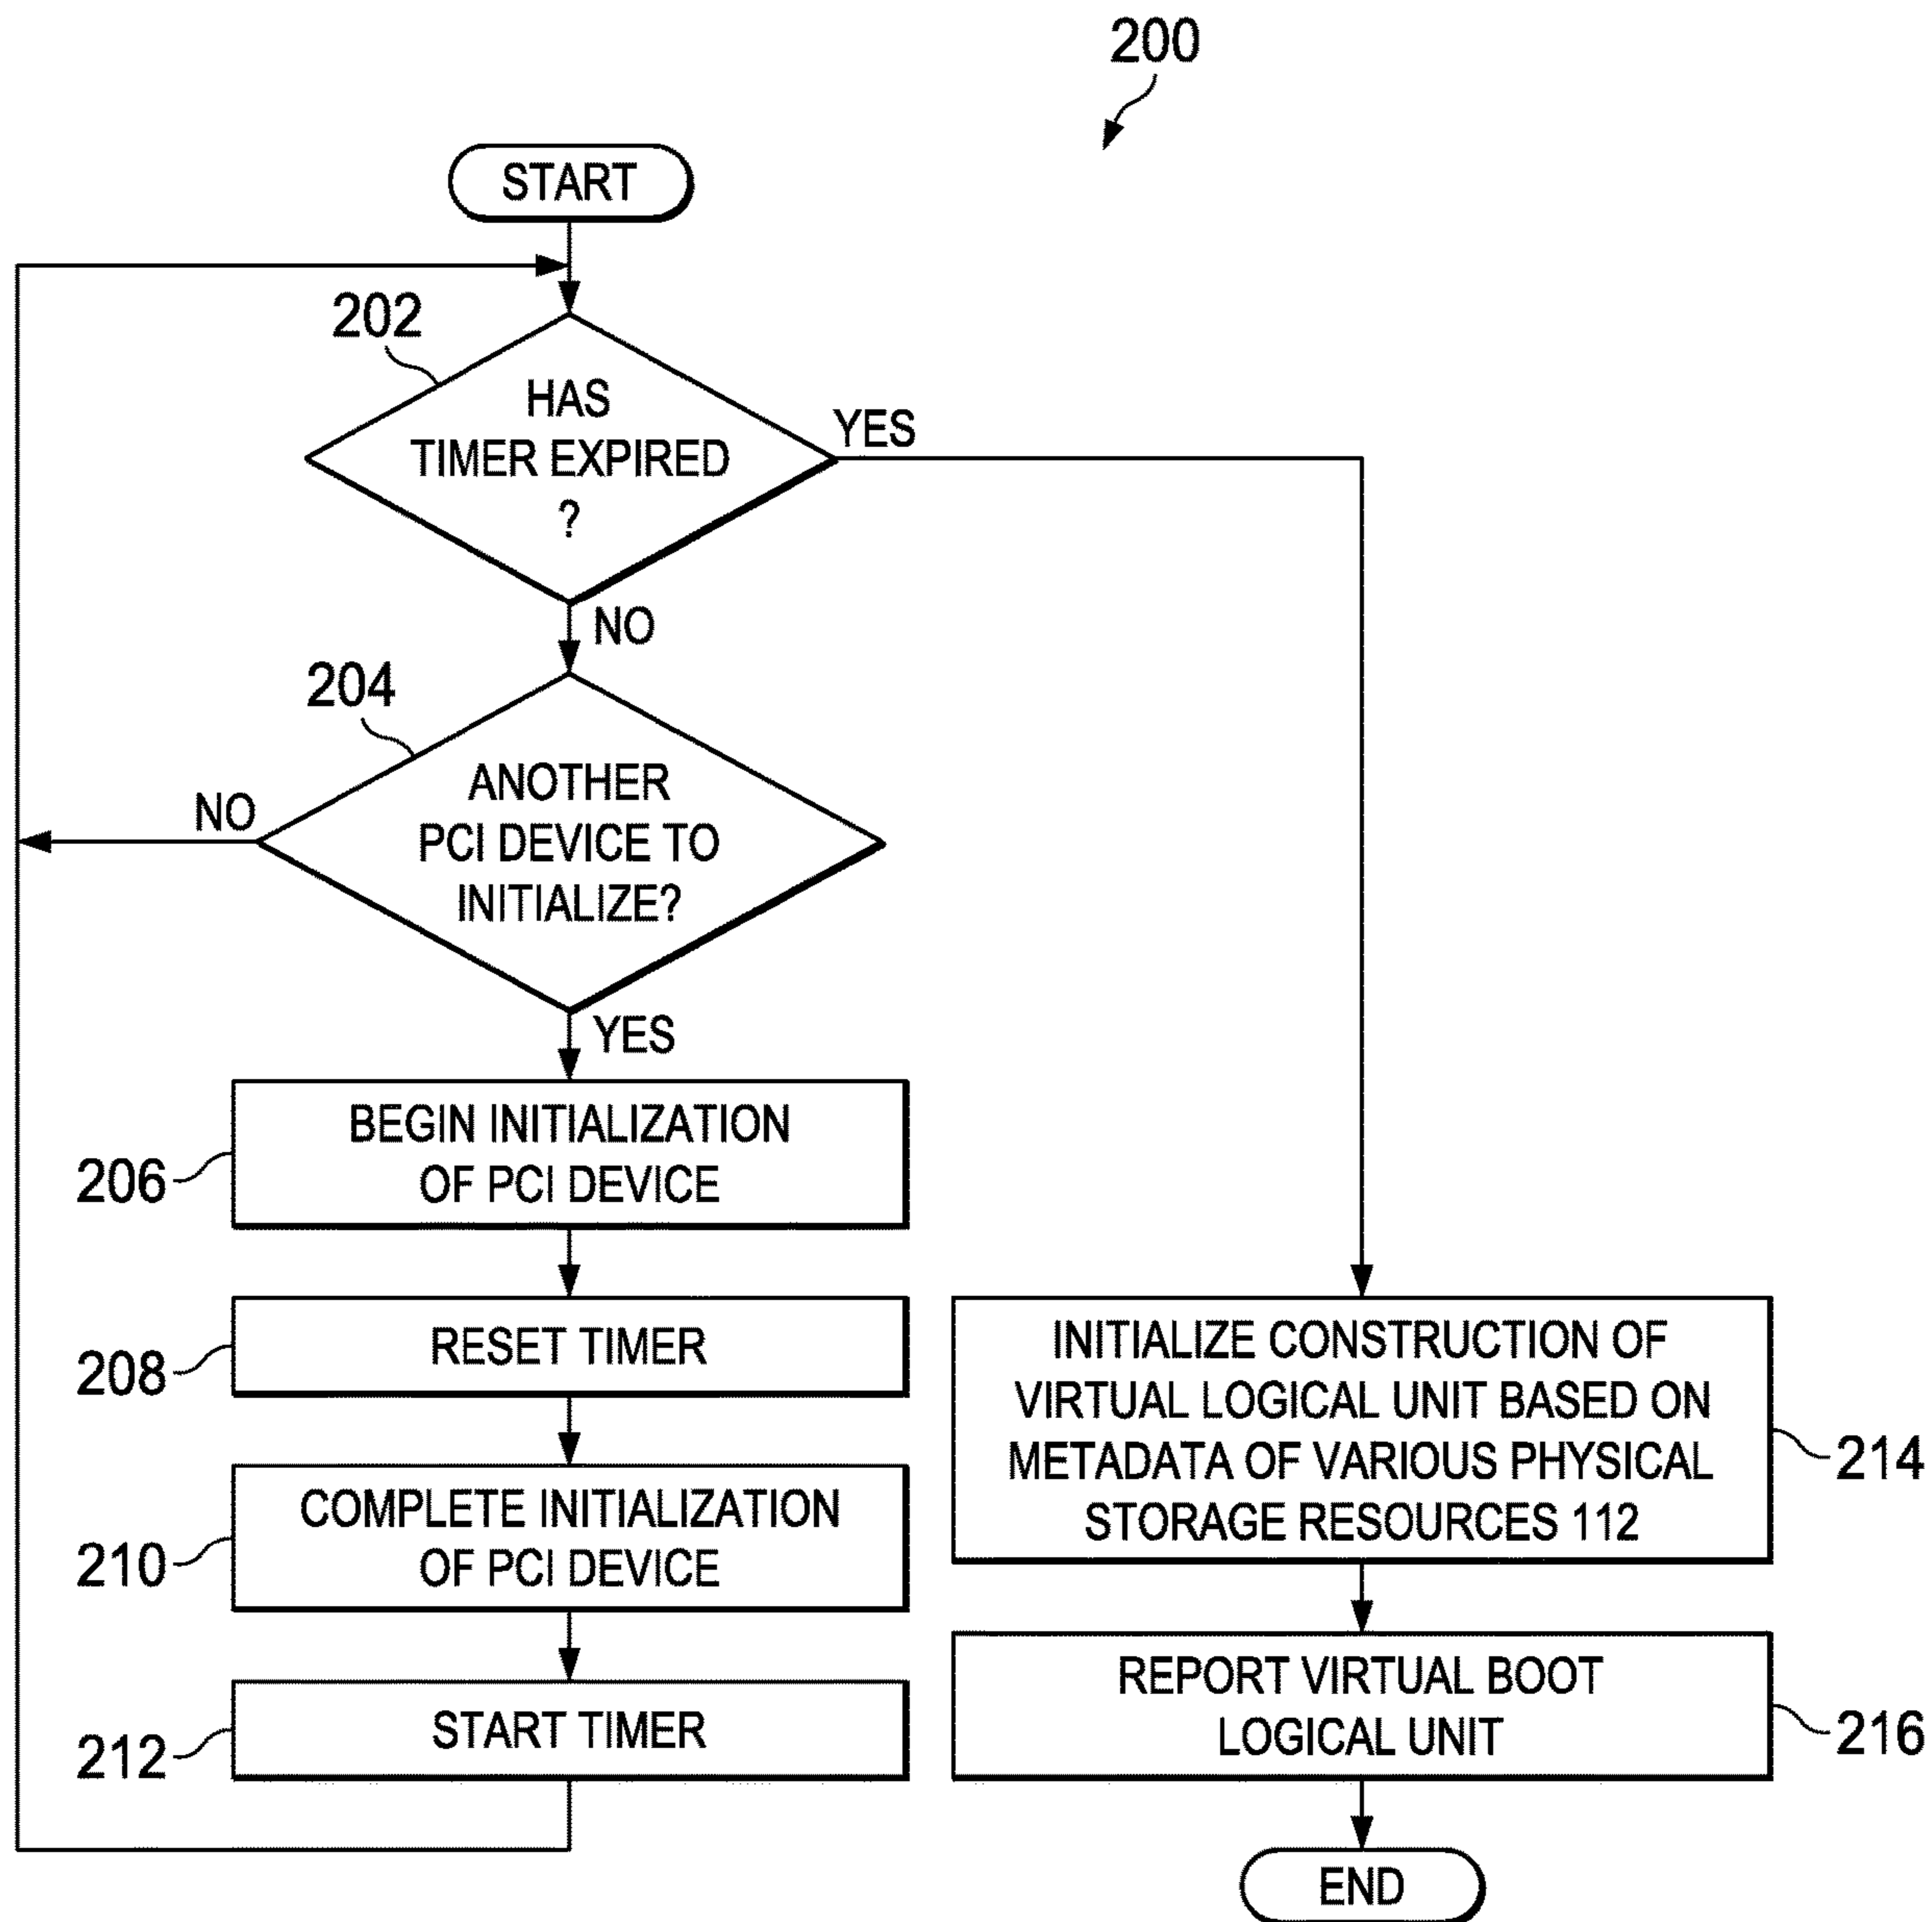 200
START
202
HAS
TIMER EXPIRED
?
YES
NO
204
ANOTHER
PCI DEVICE TO
INITIALIZE?
NO
YES
206
BEGIN INITIALIZATION
OF PCI DEVICE
208
RESET TIMER
210
COMPLETE INITIALIZATION
OF PCI DEVICE
212
START TIMER
INITIALIZE CONSTRUCTION OF
VIRTUAL LOGICAL UNIT BASED ON
METADATA OF VARIOUS PHYSICAL
STORAGE RESOURCES 112
214
REPORT VIRTUAL BOOT
LOGICAL UNIT
216
END